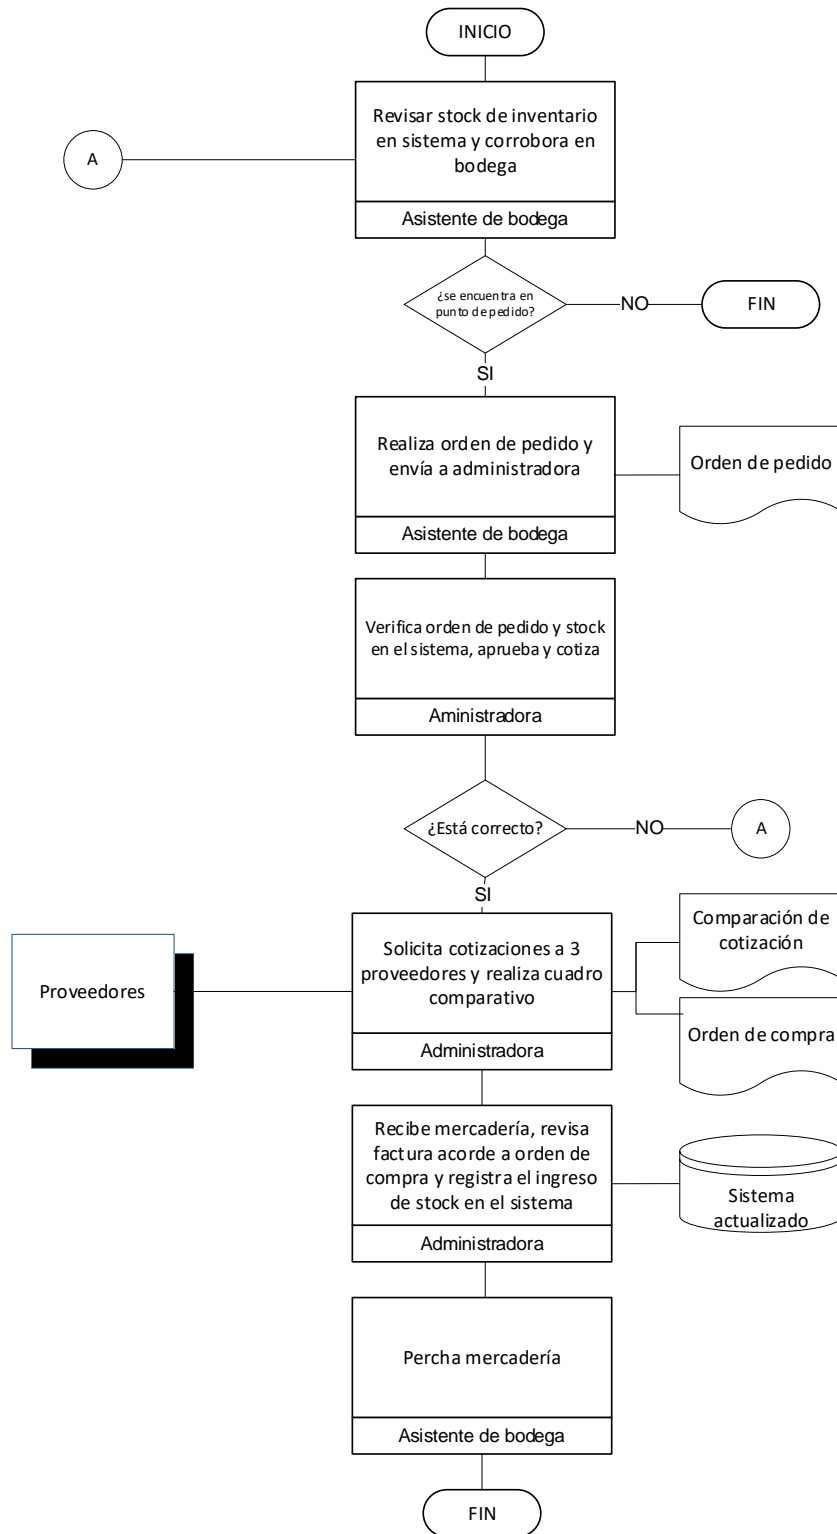 INICIO
Revisar stock de inventario
en sistema y corrobora en
bodega
A
Asistente de bodega
¿se encuentra en
punto de pedido?
NO
FIN
SI
Realiza orden de pedido y
envía a administradora
Orden de pedido
Asistente de bodega
Verifica orden de pedido y stock
en el sistema, aprueba y cotiza
Aministradora
¿Está correcto?
NO
A
SI
Solicita cotizaciones a 3
proveedores y realiza cuadro
comparativo
Comparación de
cotización
Proveedores
Orden de compra
Administradora
Recibe mercadería, revisa
factura acorde a orden de
compra y registra el ingreso
de stock en el sistema
Sistema
actualizado
Administradora
Percha mercadería
Asistente de bodega
FIN